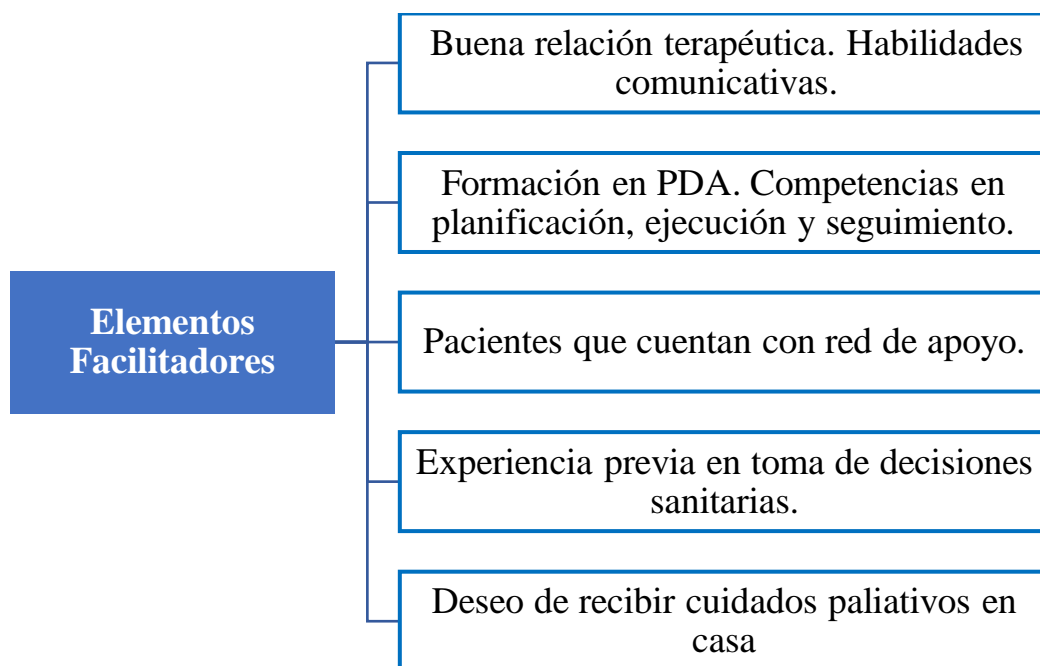 Elementos
Facilitadores
Buena relación terapéutica. Habilidades
comunicativas.
Formación en PDA. Competencias en
planificación, ejecución y seguimiento.
Pacientes que cuentan con red de apoyo.
Experiencia previa en toma de decisiones
sanitarias.
Deseo de recibir cuidados paliativos en
casa